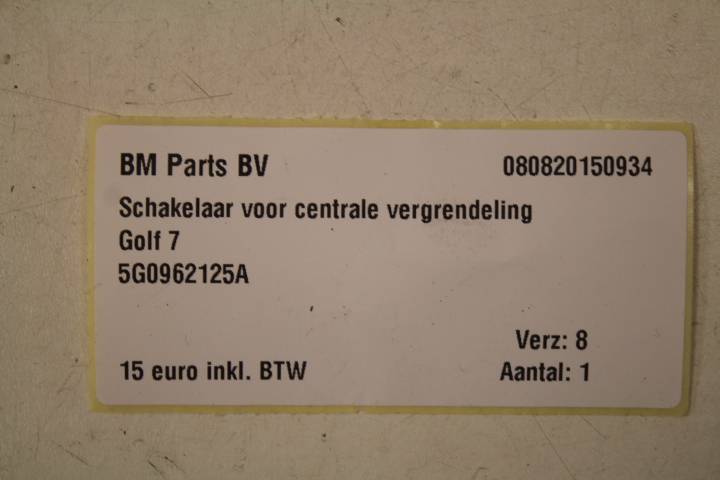 BM Parts BV 080820150934
Schakelaar voor centrale vergrendeling
Golf 7
5G0962125A
Verz: 8
15 euro inkl. BTW Aantal: 1